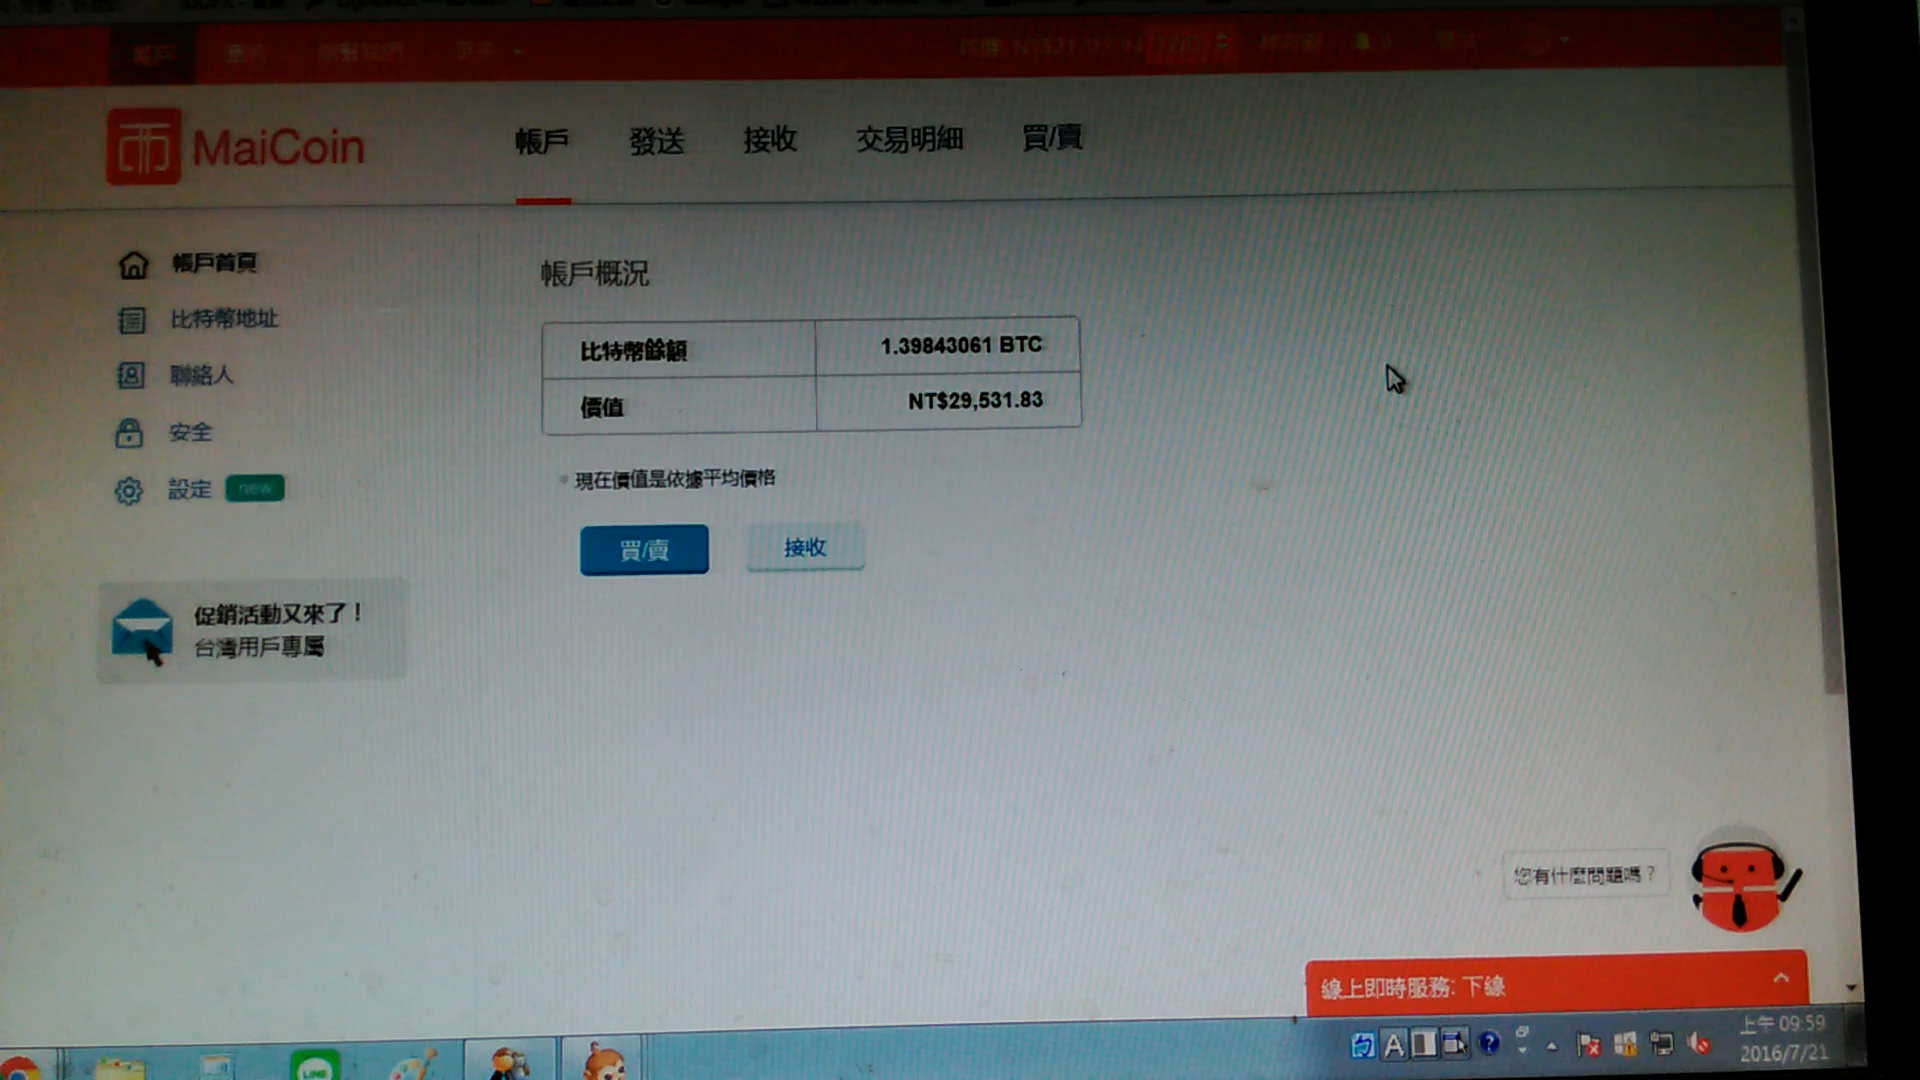 帳戶
MaiCoin
帳戶 發送 接收 交易明細 買/賣
帳戶首頁
比特幣地址
聯絡人
安全
設定 new
促銷活動又來了！
台灣用戶專屬
帳戶概況
比特幣餘額 1.39843061 BTC
價值 NT$29,531.83
現在價值是依據平均價格
買/賣 接收
您有什麼問題嗎？
線上即時服務: 下線
LINE
A
上午 09:59
2016/7/21